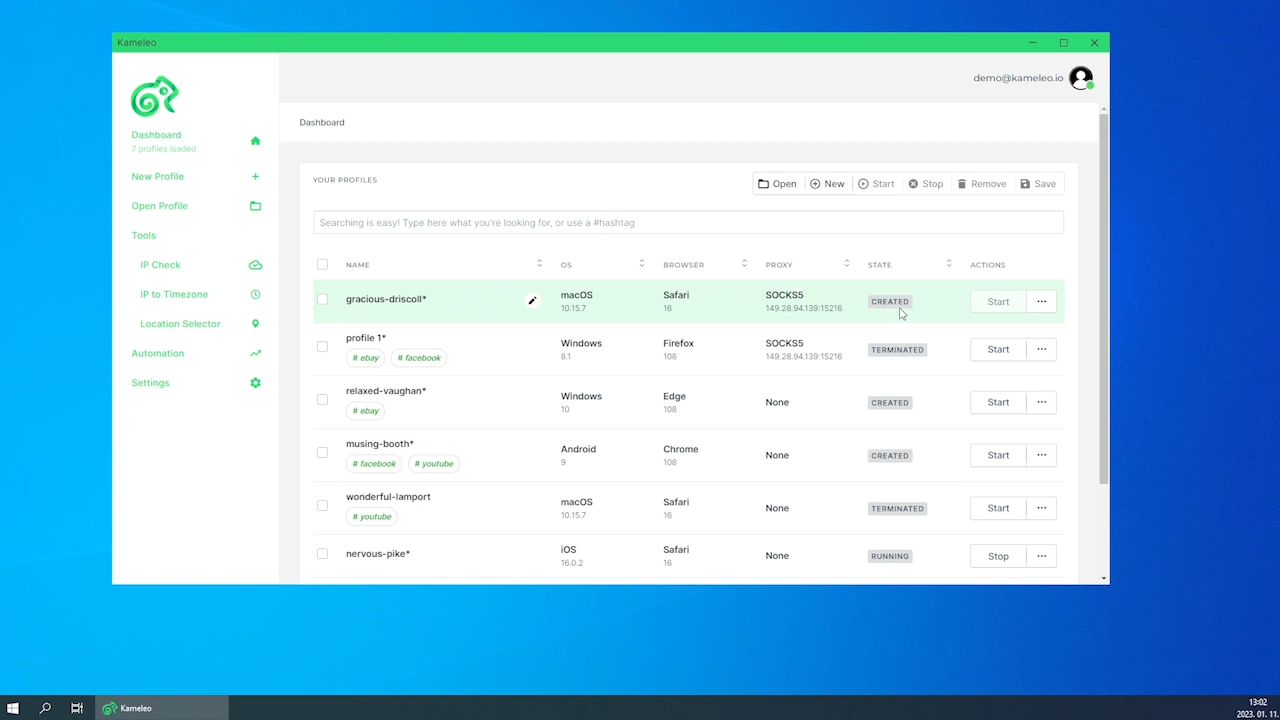 Kameleo
demo@kameleo.io
Dashboard
7 profiles loaded
New Profile
Open Profile
Tools
IP Check
IP to Timezone
Location Selector
Automation
Settings
Dashboard
YOUR PROFILES
Open New Start Stop Remove Save
Searching is easy! Type here what you're looking for, or use a #hashtag
NAME OS BROWSER PROXY STATE ACTIONS
gracious-driscoll* macOS Safari SOCKS5 CREATED Start ...
10.15.7 16 149.28.94.139:15216
profile 1* Windows Firefox SOCKS5 TERMINATED Start ...
# ebay # facebook 8.1 108 149.28.94.139:15216
relaxed-vaughan* Windows Edge None CREATED Start ...
# ebay 10 108
musing-booth* Android Chrome None CREATED Start ...
# facebook # youtube 9 108
wonderful-lamport macOS Safari None TERMINATED Start ...
# youtube 10.15.7 16
nervous-pike* iOS Safari None RUNNING Stop ...
16.0.2 16
Kameleo
13:02
2023. 01. 11.